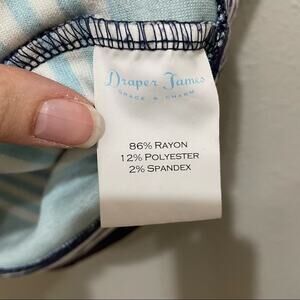 Draper James
GRACE & CHARM
86% RAYON
12% POLYESTER
2% SPANDEX